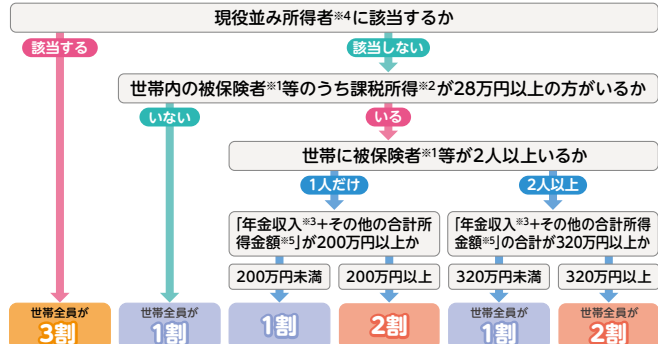 現役並み所得者※4に該当するか
該当する
該当しない
世帯内の被保険者※1等のうち課税所得※2が28万円以上の方がいるか
いない
いる
世帯に被保険者※1等が2人以上いるか
1人だけ
2人以上
「年金収入※3+その他の合計所
得金額※5」が200万円以上か
「年金収入※3+その他の合計所得
金額※5」の合計が320万円以上か
200万円未満
200万円以上
320万円未満
320万円以上
世帯全員が
3割
世帯全員が
1割
1割
2割
世帯全員が
1割
世帯全員が
2割